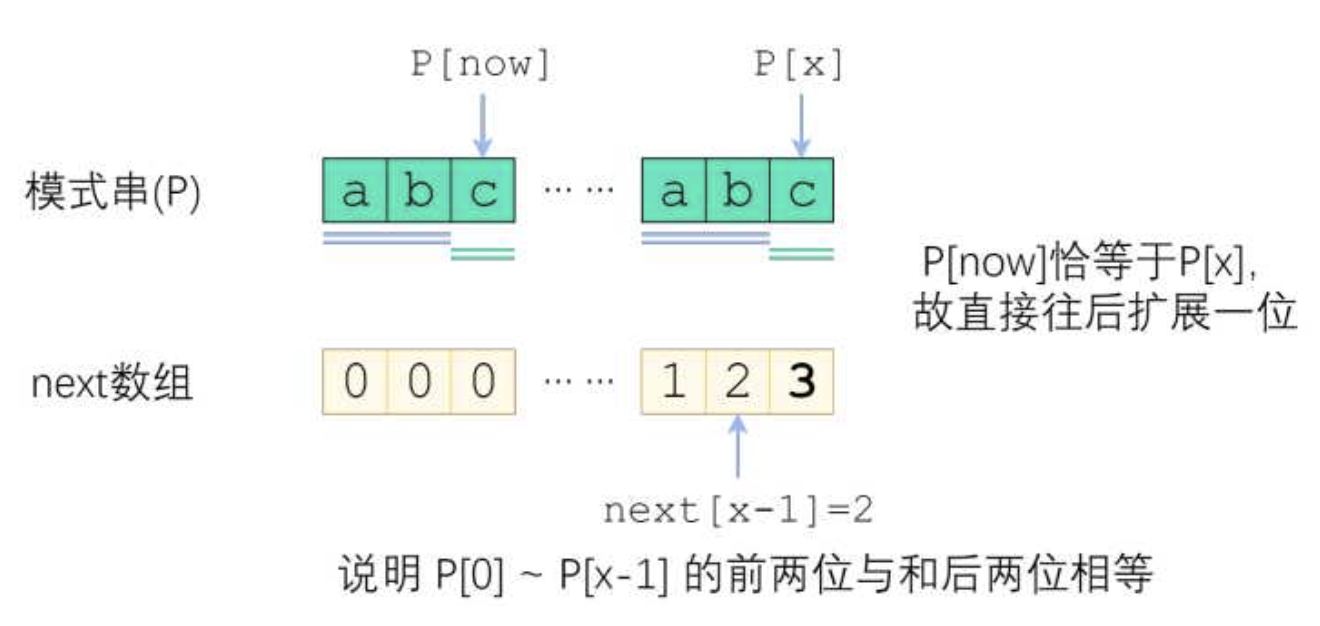 P[now] P[x]
模式串(P) a b c …… a b c
P[now]恰等于P[x],
故直接往后扩展一位
next数组 0 0 0 …… 1 2 3
next[x-1]=2
说明 P[0] ~ P[x-1] 的前两位与和后两位相等